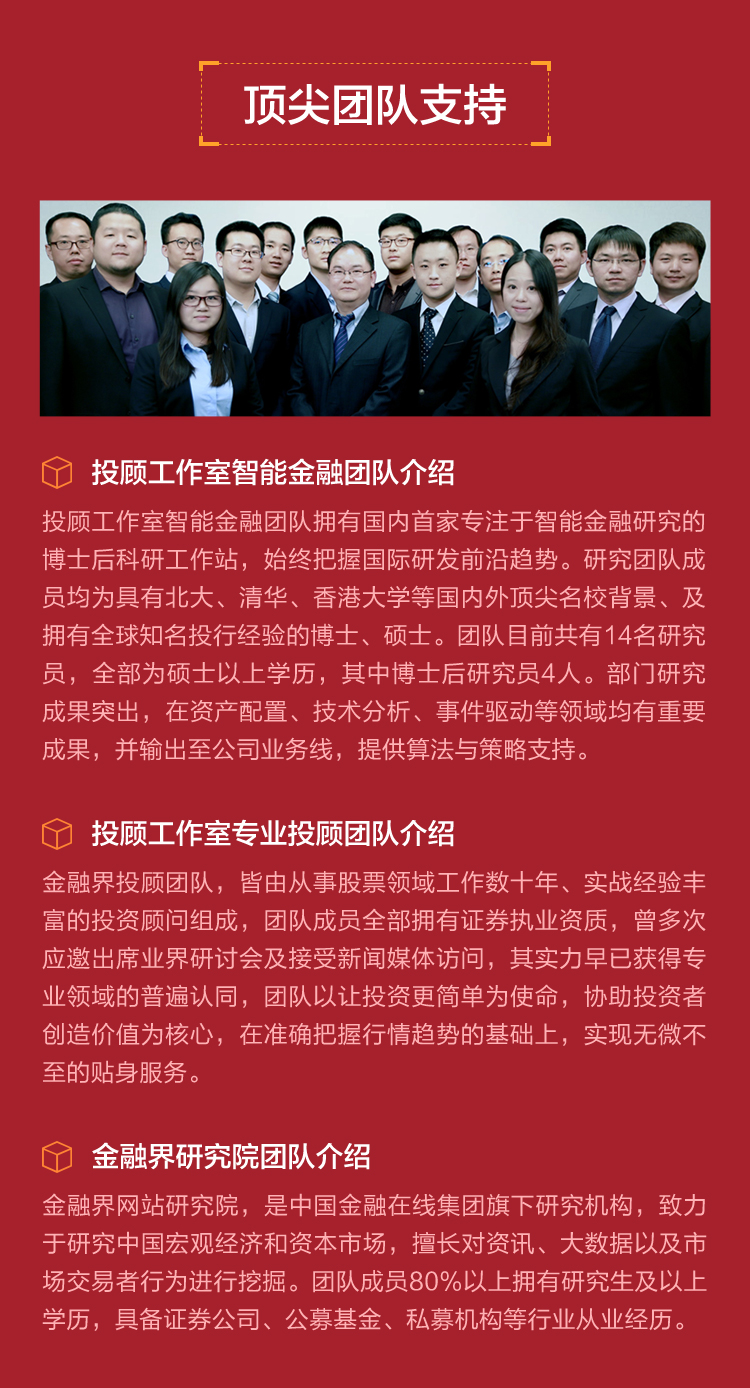 顶尖团队支持
投顾工作室智能金融团队介绍
投顾工作室智能金融团队拥有国内首家专注于智能金融研究的
博士后科研工作站，始终把握国际研发前沿趋势。研究团队成
员均为具有北大、清华、香港大学等国内外顶尖名校背景、及
拥有全球知名投行经验的博士、硕士。团队目前共有14名研究
员，全部为硕士以上学历，其中博士后研究员4人。部门研究
成果突出，在资产配置、技术分析、事件驱动等领域均有重要
成果，并输出至公司业务线，提供算法与策略支持。
投顾工作室专业投顾团队介绍
金融界投顾团队，皆由从事股票领域工作数十年、实战经验丰
富的投资顾问组成，团队成员全部拥有证券执业资质，曾多次
应邀出席业界研讨会及接受新闻媒体访问，其实力早已获得专
业领域的普遍认同，团队以让投资更简单为使命，协助投资者
创造价值为核心，在准确把握行情趋势的基础上，实现无微不
至的贴身服务。
金融界研究院团队介绍
金融界网站研究院，是中国金融在线集团旗下研究机构，致力
于研究中国宏观经济和资本市场，擅长对资讯、大数据以及市
场交易者行为进行挖掘。团队成员80%以上拥有研究生及以上
学历，具备证券公司、公募基金、私募机构等行业从业经历。